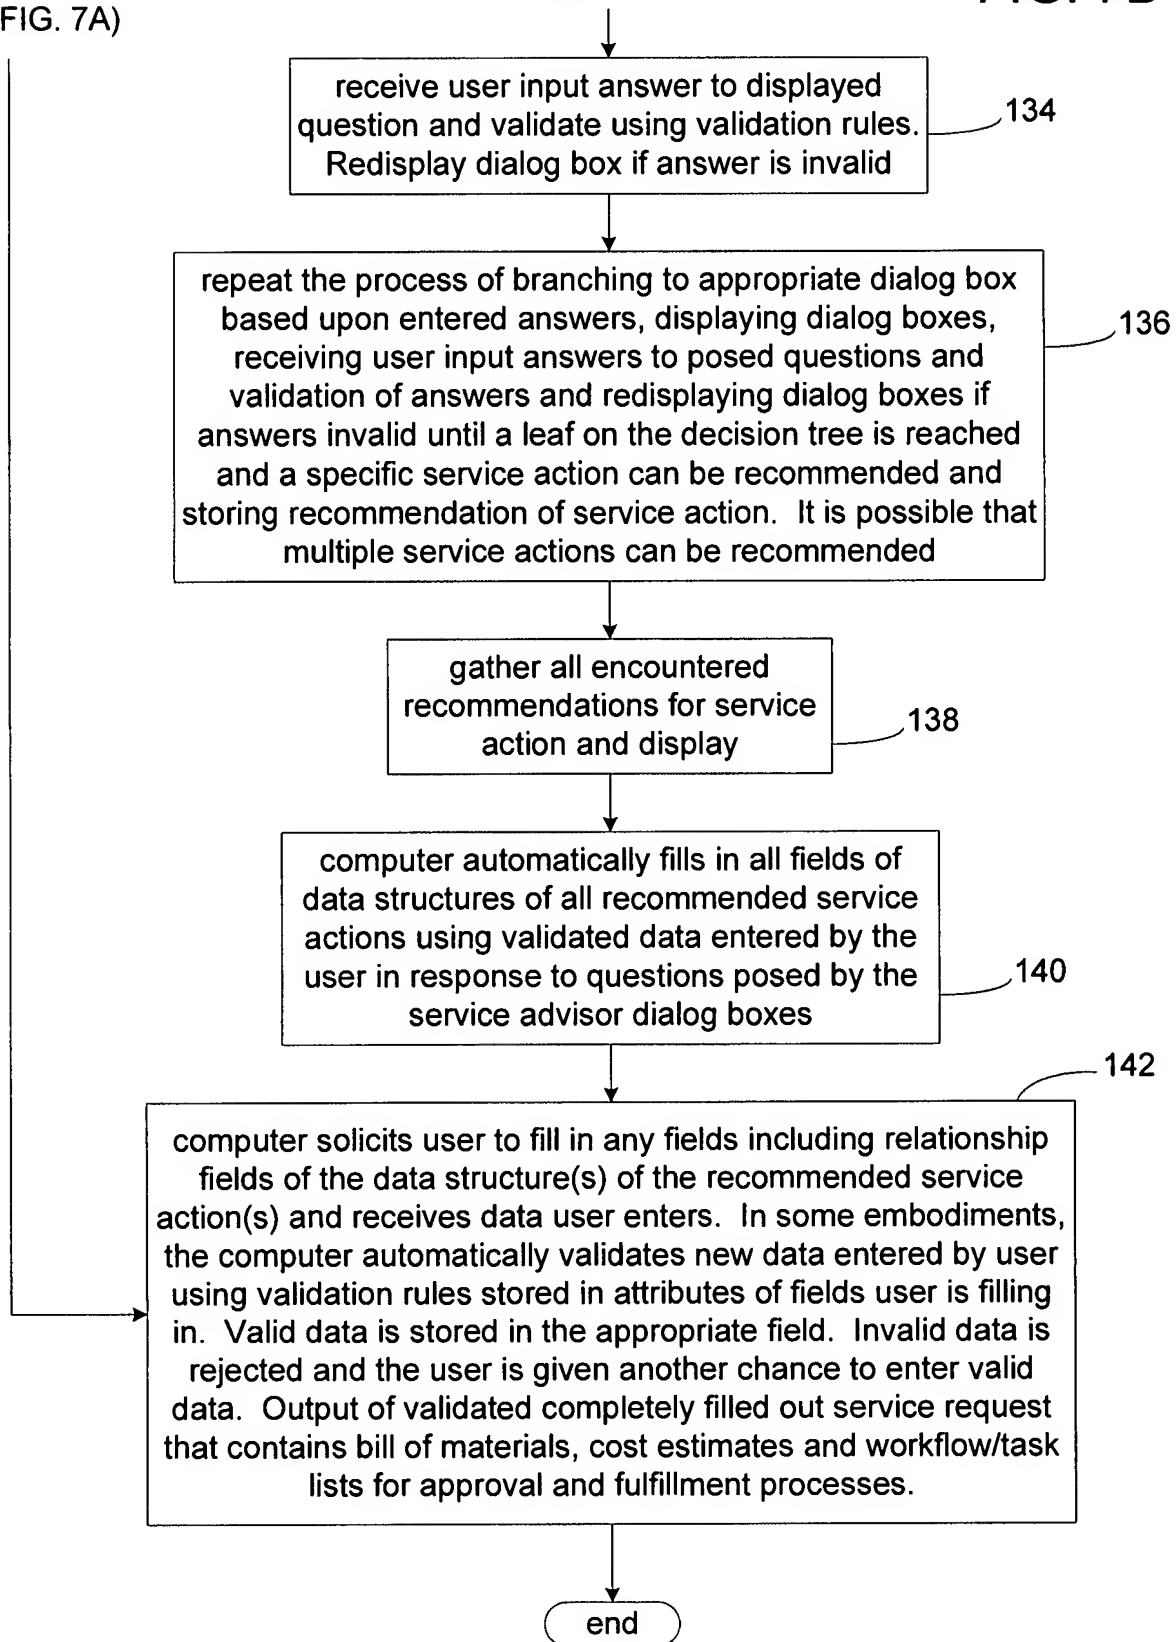 FIG. 7A)
receive user input answer to displayed
question and validate using validation rules.
Redisplay dialog box if answer is invalid
134
repeat the process of branching to appropriate dialog box
based upon entered answers, displaying dialog boxes,
receiving user input answers to posed questions and
validation of answers and redisplaying dialog boxes if
answers invalid until a leaf on the decision tree is reached
and a specific service action can be recommended and
storing recommendation of service action.  It is possible that
multiple service actions can be recommended
136
gather all encountered
recommendations for service
action and display
138
computer automatically fills in all fields of
data structures of all recommended service
actions using validated data entered by the
user in response to questions posed by the
service advisor dialog boxes
140
142
computer solicits user to fill in any fields including relationship
fields of the data structure(s) of the recommended service
action(s) and receives data user enters.  In some embodiments,
the computer automatically validates new data entered by user
using validation rules stored in attributes of fields user is filling
in.  Valid data is stored in the appropriate field.  Invalid data is
rejected and the user is given another chance to enter valid
data.  Output of validated completely filled out service request
that contains bill of materials, cost estimates and workflow/task
lists for approval and fulfillment processes.
end